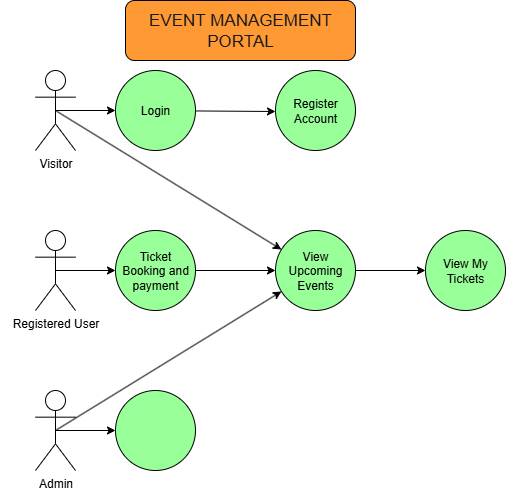 EVENT MANAGEMENT
PORTAL
Login
Register
Account
Visitor
Ticket
Booking and
payment
View
Upcoming
Events
View My
Tickets
Registered User
Admin